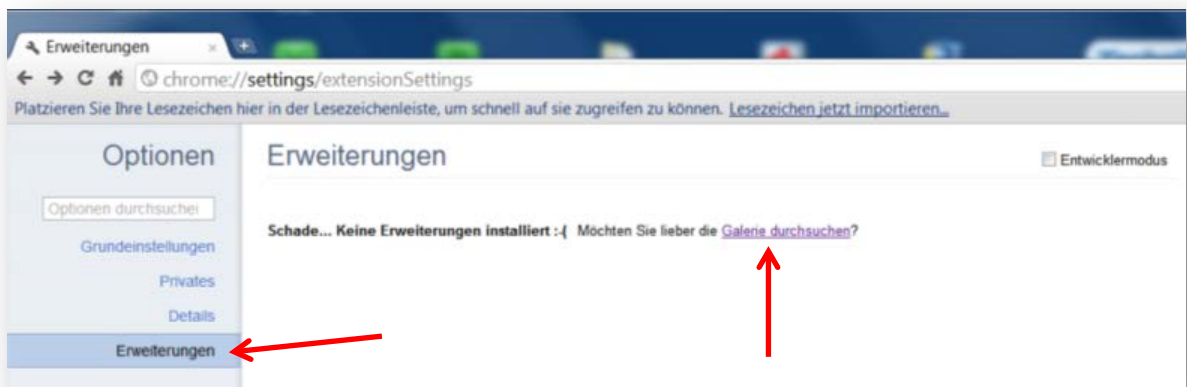 Erweiterungen
chrome://settings/extensionSettings
Platzieren Sie Ihre Lesezeichen hier in der Lesezeichenleiste, um schnell auf sie zugreifen zu können. Lesezeichen jetzt importieren...
Optionen
Erweiterungen
Entwicklermodus
Optionen durchsuchei
Schade... Keine Erweiterungen installiert :-( Möchten Sie lieber die Galerie durchsuchen?
Grundeinstellungen
Privates
Details
Erweiterungen